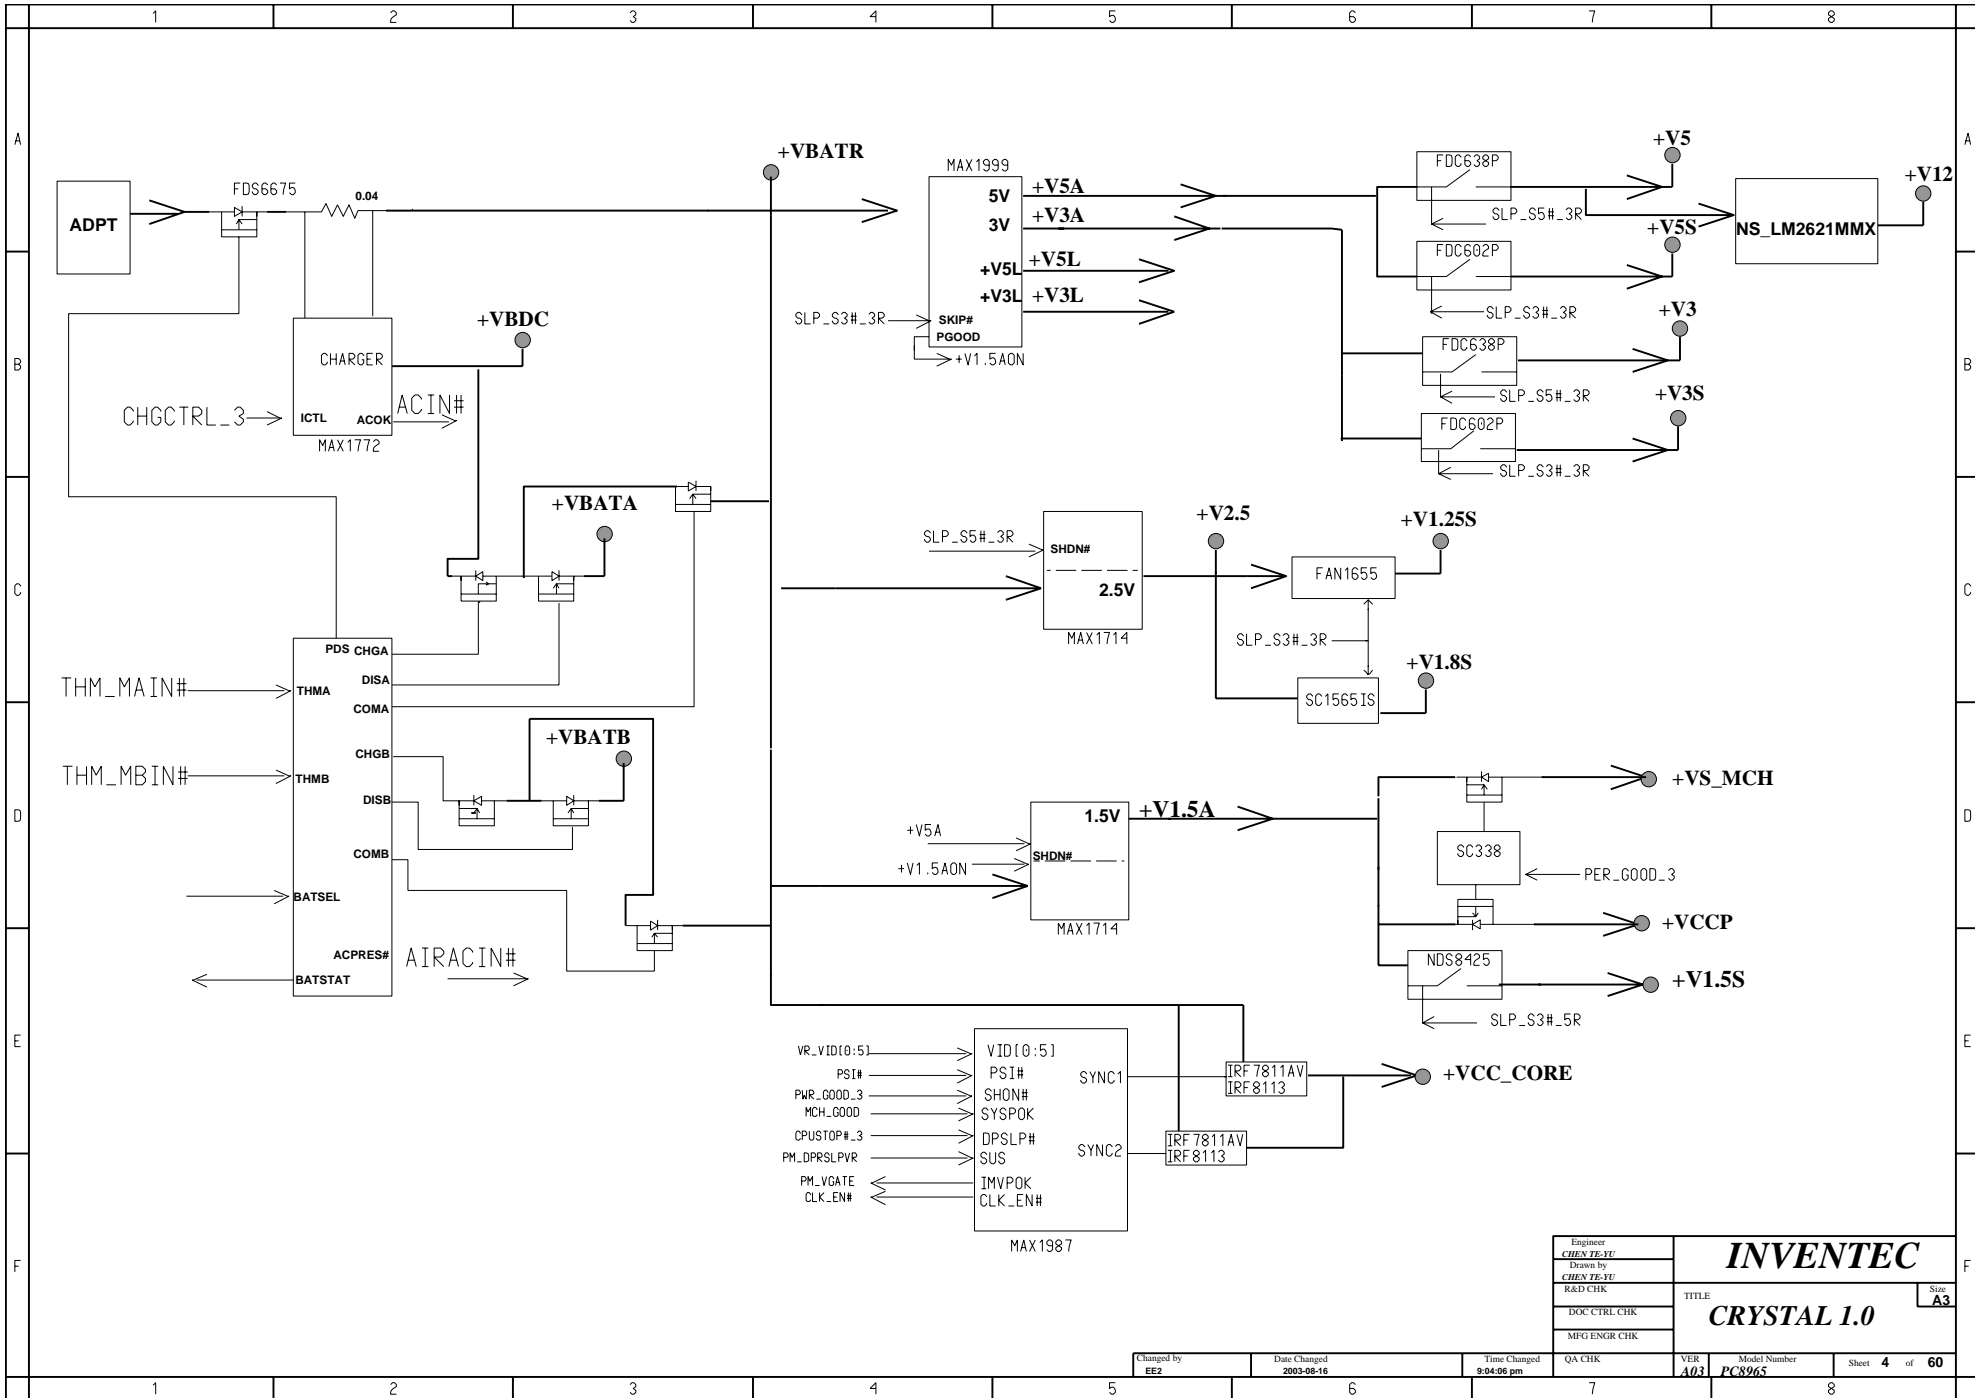 1 2 3 4 5 6 7 8
A
B
C
D
E
F
ADPT
FDS6675
0.04
+VBATR
CHARGER
ICTL
ACOK
MAX1772
CHGCTRL_3
ACIN#
+VBDC
+VBATA
PDS
CHGA
DISA
COMA
THMA
CHGB
THMB
DISB
COMB
BATSEL
ACPRES#
BATSTAT
THM_MAIN#
THM_MBIN#
AIRACIN#
+VBATB
MAX1999
5V
3V
+V5L
+V3L
SKIP#
PGOOD
SLP_S3#_3R
+V1.5AON
+V5A
+V3A
+V5L
+V3L
FDC638P
SLP_S5#_3R
+V5
FDC602P
SLP_S3#_3R
+V5S
NS_LM2621MMX
+V12
FDC638P
SLP_S5#_3R
+V3
FDC602P
SLP_S3#_3R
+V3S
SLP_S5#_3R
SHDN#
2.5V
MAX1714
+V2.5
FAN1655
+V1.25S
SLP_S3#_3R
SC1565IS
+V1.8S
+V5A
+V1.5AON
1.5V
SHDN#
MAX1714
+V1.5A
+VS_MCH
SC338
PER_GOOD_3
+VCCP
NDS8425
SLP_S3#_5R
+V1.5S
VR_VID[0:5]
PSI#
PWR_GOOD_3
MCH_GOOD
CPUSTOP#_3
PM_DPRSLPVR
PM_VGATE
CLK_EN#
VID[0:5]
PSI#
SHON#
SYSPOK
DPSLP#
SUS
IMVPOK
CLK_EN#
SYNC1
SYNC2
MAX1987
IRF7811AV
IRF8113
IRF7811AV
IRF8113
+VCC_CORE
Engineer
CHEN TE-YU
Drawn by
CHEN TE-YU
R&D CHK
DOC CTRL CHK
MFG ENGR CHK
QA CHK
INVENTEC
TITLE
CRYSTAL 1.0
Size
A3
Changed by
EE2
Date Changed
2003-08-16
Time Changed
9:04:06 pm
VER
A03
Model Number
PC8965
Sheet 4 of 60
A
B
C
D
E
F
1 2 3 4 5 6 7 8